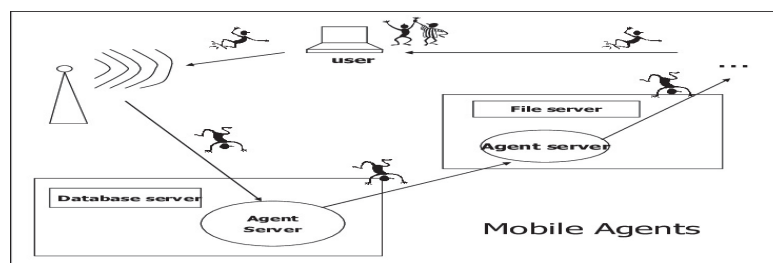 user
...
File server
Agent server
Database server
Agent
Server
Mobile Agents